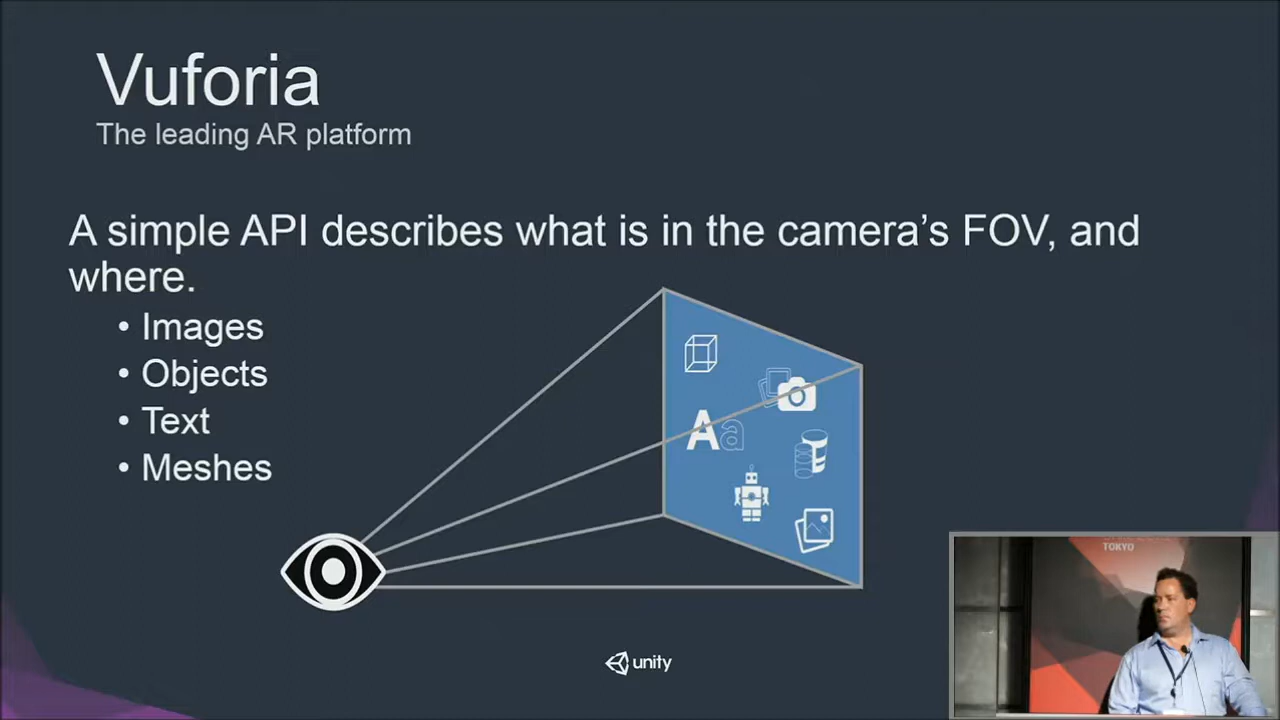 Vuforia
The leading AR platform
A simple API describes what is in the camera’s FOV, and
where.
• Images
• Objects
• Text
• Meshes
Aa
unity
TOKYO